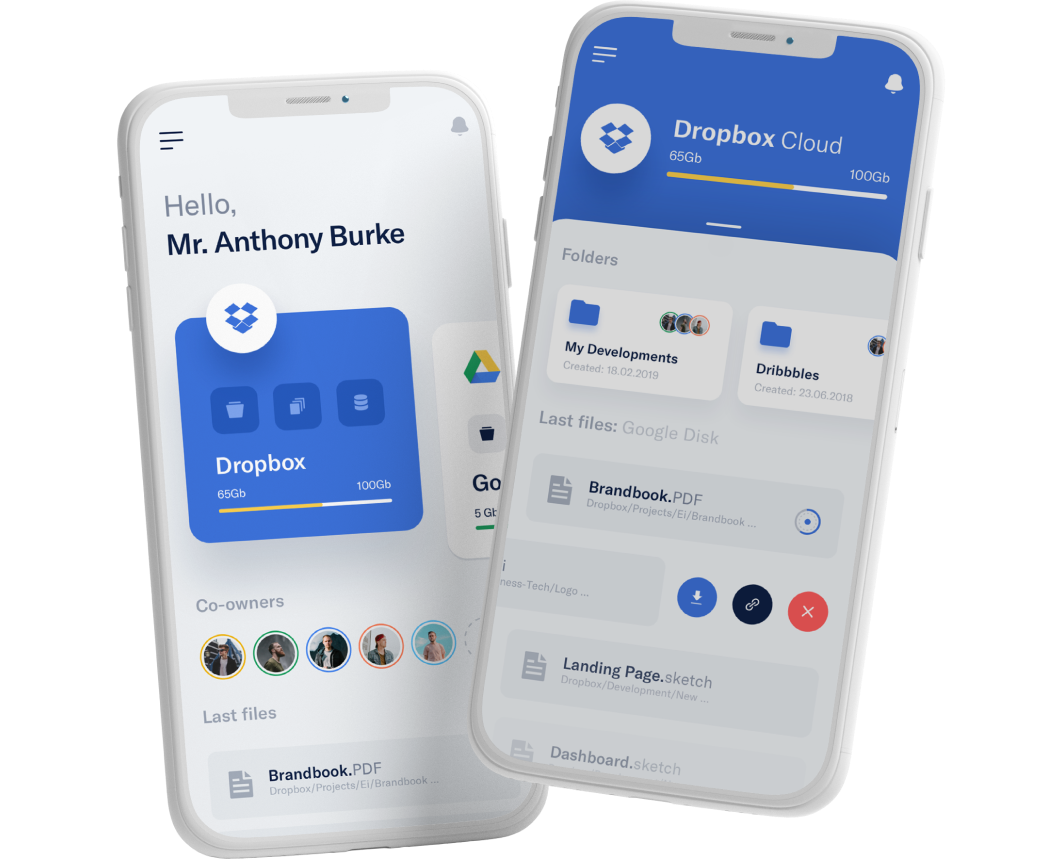 Hello,
Mr. Anthony Burke
Dropbox
65Gb
100Gb
Go
5 Gb
Co-owners
Last files
Brandbook.PDF
Dropbox/Projects/Ei/Brandbook ...
Dropbox Cloud
65Gb
100Gb
Folders
My Developments
Created: 18.02.2019
Dribbbles
Created: 23.06.2018
Last files: Google Disk
Brandbook.PDF
Dropbox/Projects/Ei/Brandbook ...
i
ness-Tech/Logo ...
Landing Page.sketch
Dropbox/Development/New ...
Dashboard.sketch